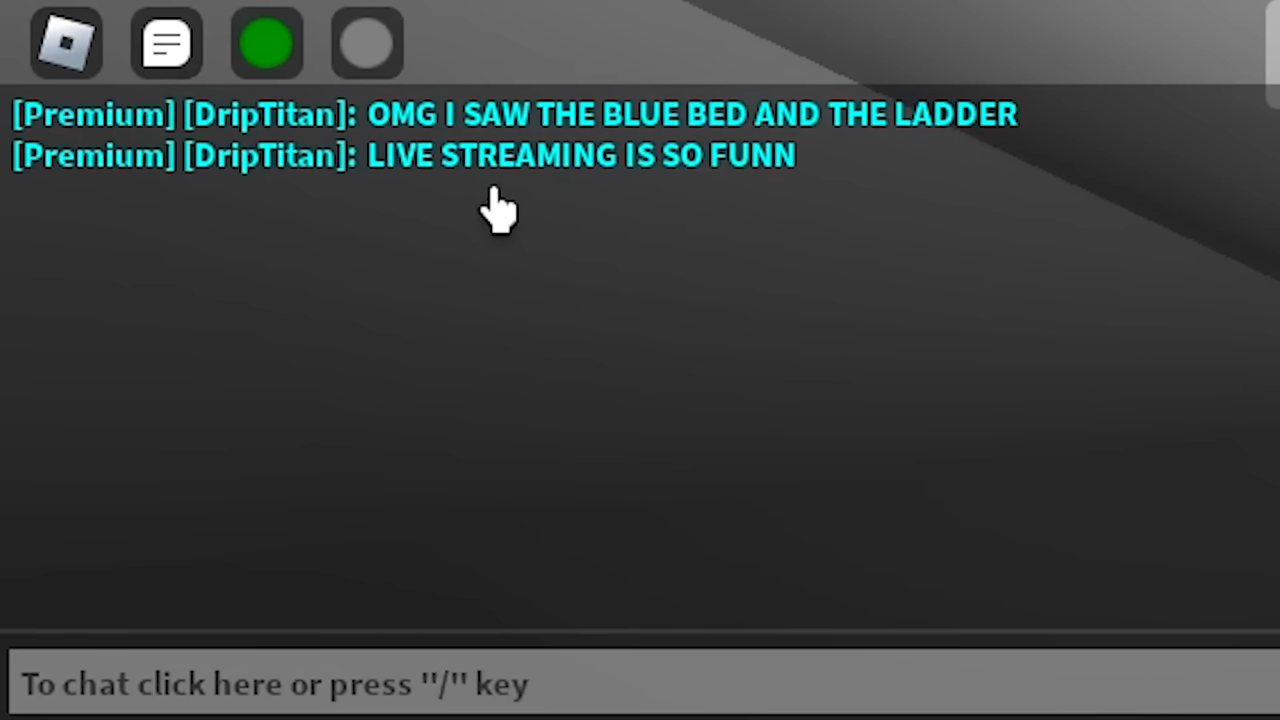 [Premium] [DripTitan]: OMG I SAW THE BLUE BED AND THE LADDER
[Premium] [DripTitan]: LIVE STREAMING IS SO FUNN
To chat click here or press "/" key